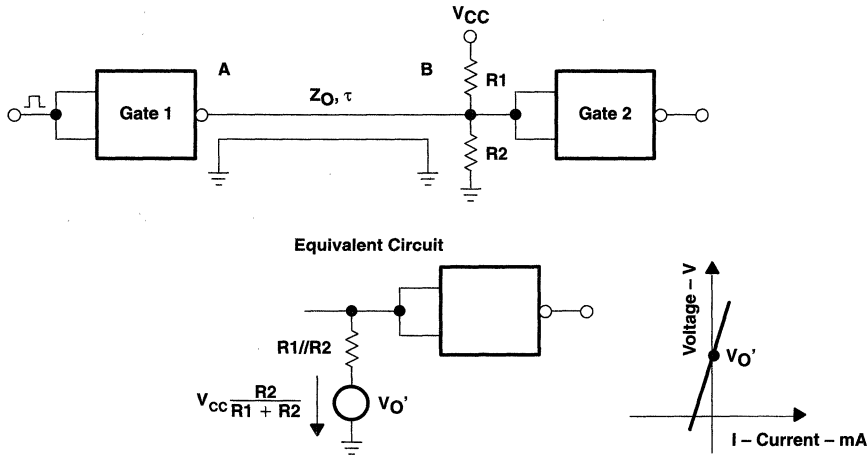 VCC
A
B
R1
Gate 1
ZO, τ
Gate 2
R2
Equivalent Circuit
R1//R2
VCC R2 / R1 + R2
VO'
Voltage – V
VO'
I – Current – mA